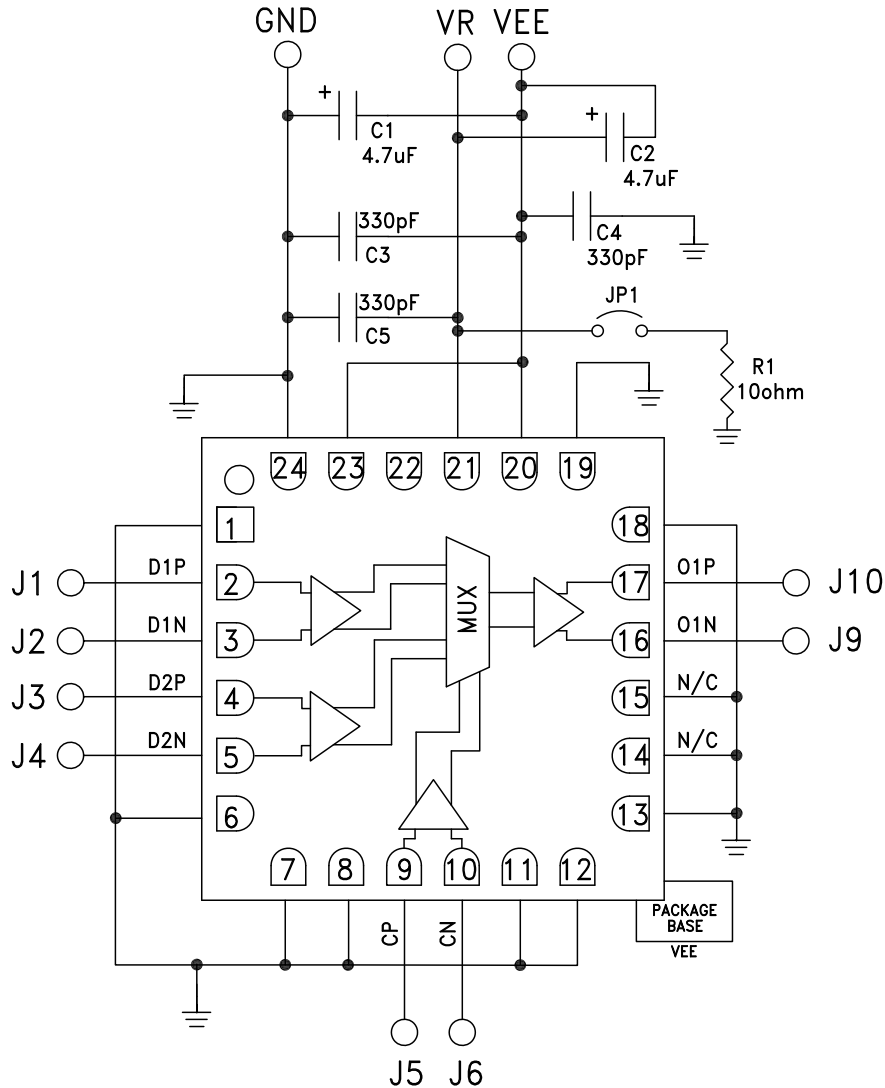 GND VR VEE
+
C1
4.7uF
+
C2
4.7uF
330pF
C3
C4
330pF
330pF
C5
JP1
R1
10ohm
24 23 22 21 20 19
1
18
J1 D1P 2
17 O1P J10
J2 D1N 3
16 O1N J9
MUX
J3 D2P 4
15 N/C
J4 D2N 5
14 N/C
6
13
7 8 9 10 11 12
CP CN
PACKAGE
BASE
VEE
J5 J6